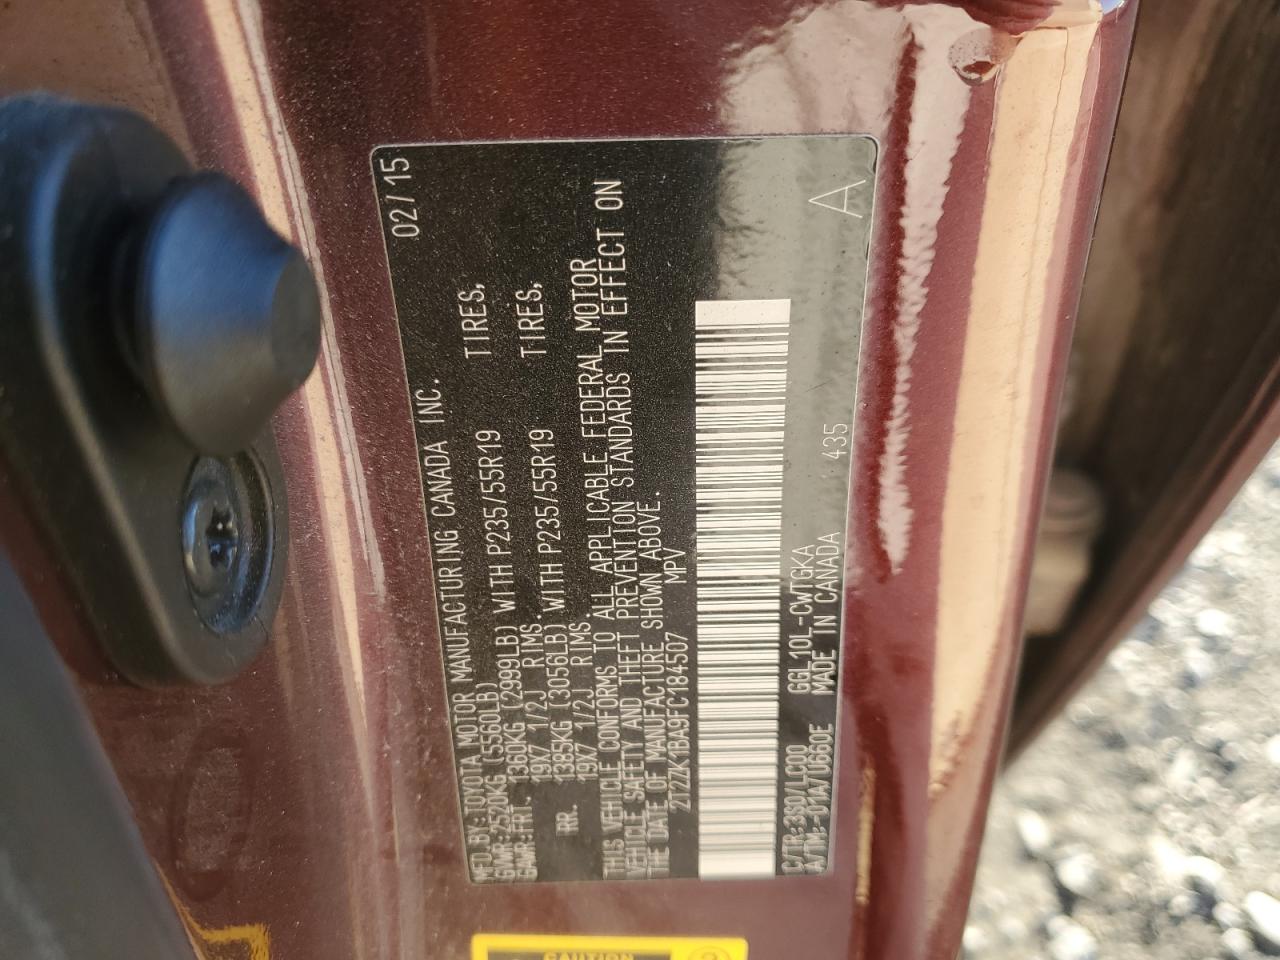 MFD.BY:TOYOTA MOTOR MANUFACTURING CANADA INC. 02/15
GVWR:2520KG (5560LB)
GAWR:FR. 1360KG (2999LB) WITH P235/55R19 TIRES,
19X7 1/2J RIMS.
RR. 1385KG (3056LB) WITH P235/55R19 TIRES,
19X7 1/2J RIMS
THIS VEHICLE CONFORMS TO ALL APPLICABLE FEDERAL MOTOR
VEHICLE SAFETY AND THEFT PREVENTION STANDARDS IN EFFECT ON
THE DATE OF MANUFACTURE SHOWN ABOVE.
2T2ZK1BA9FC184507 MPV
C/TR:3S0/LC00 GGL10L-CWTGKA 435 A
A/TM:-01A/U660E MADE IN CANADA
CAUTION